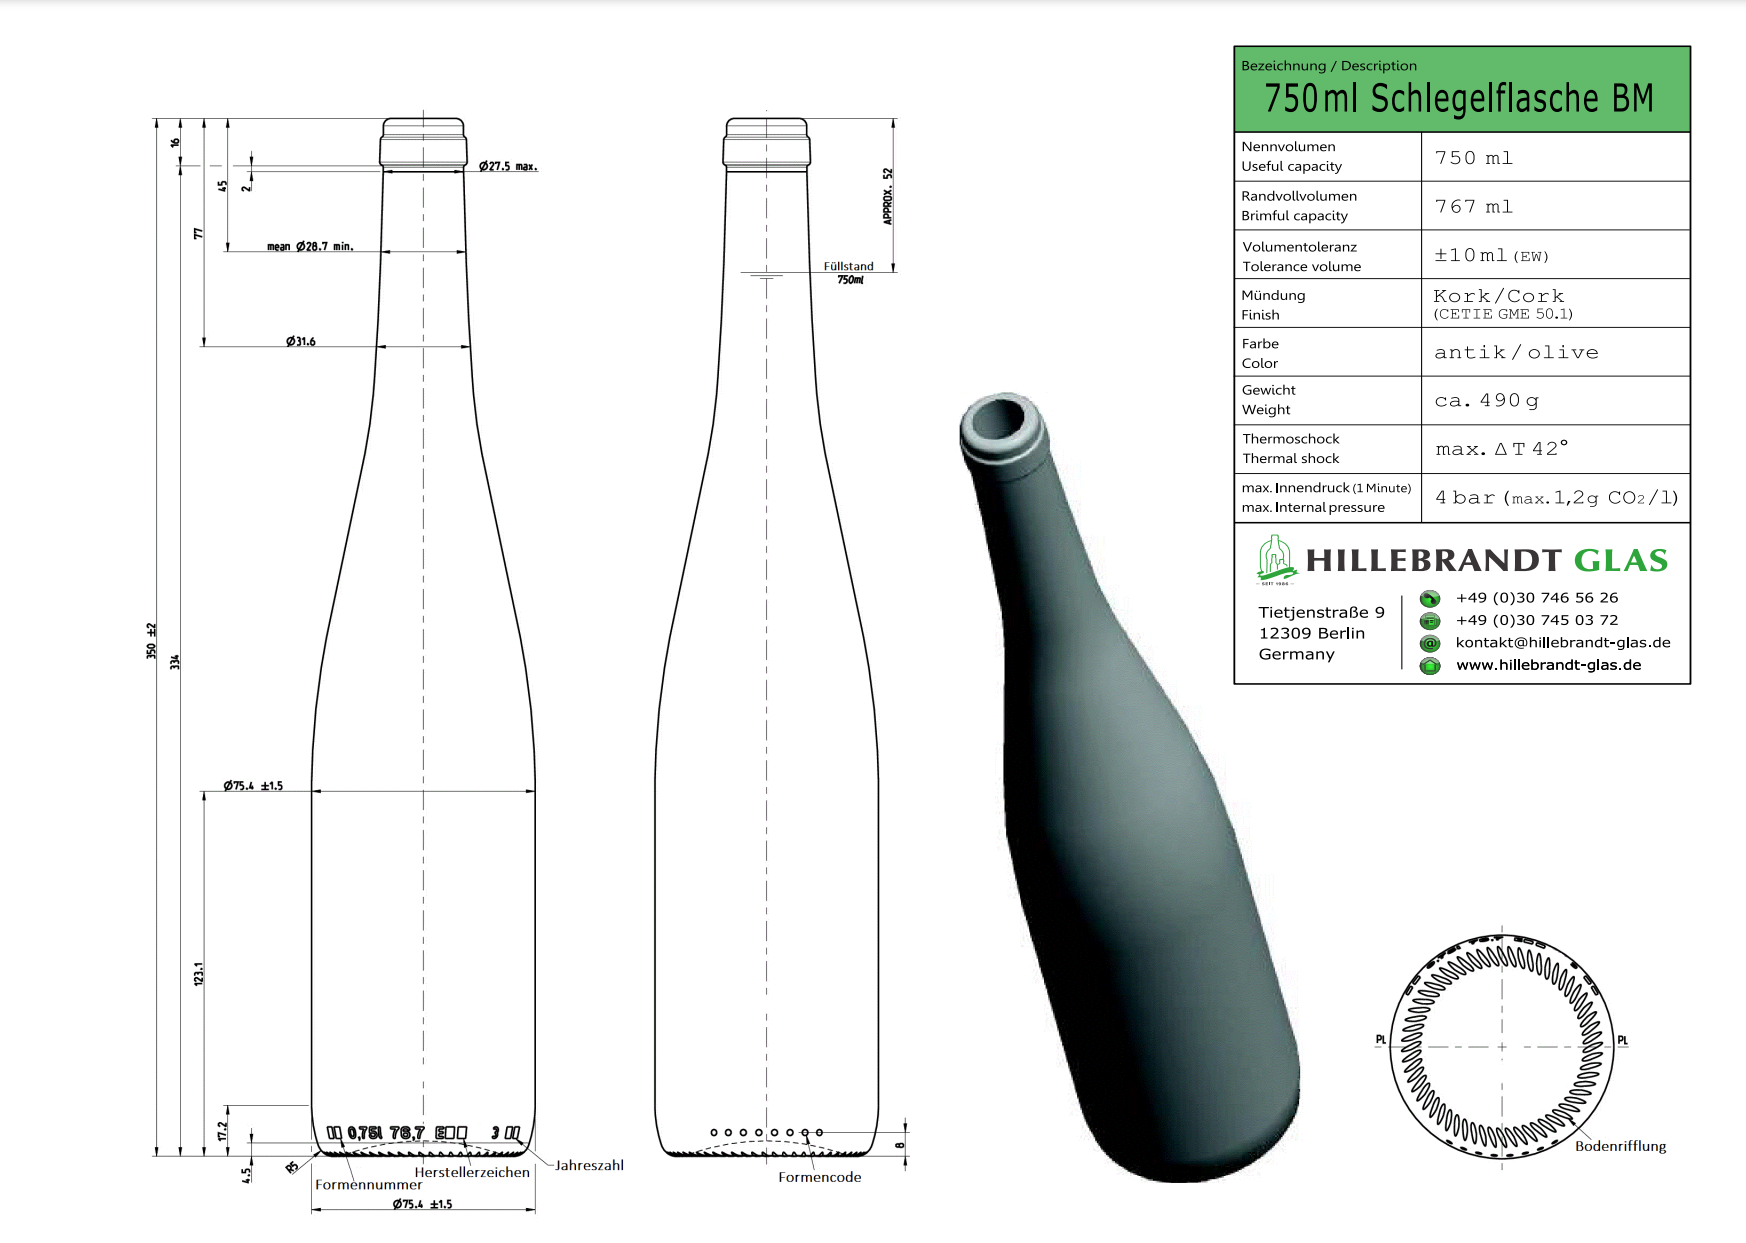 Bezeichnung / Description
750 ml Schlegelflasche BM
Nennvolumen
Useful capacity
750 ml
Randvollvolumen
Brimful capacity
767 ml
Volumentoleranz
Tolerance volume
±10 ml (EW)
Mündung
Finish
Kork/Cork
(CETIE GME 50.1)
Farbe
Color
antik/olive
Gewicht
Weight
ca. 490 g
Thermoschock
Thermal shock
max. ΔT 42°
max. Innendruck (1 Minute)
max. Internal pressure
4 bar (max. 1,2g CO2/l)
SEIT 1986
HILLEBRANDT GLAS
Tietjenstraße 9
12309 Berlin
Germany
+49 (0)30 746 56 26
+49 (0)30 745 03 72
kontakt@hillebrandt-glas.de
www.hillebrandt-glas.de
16
45
2
77
Ø27.5 max.
mean Ø28.7 min.
Ø31.6
350 ±2
334
Ø75.4 ±1.5
123.1
17.2
4.5
R5
0,75l 76,7 3
Formennummer
Herstellerzeichen
Jahreszahl
Ø75.4 ±1.5
APPROX. 52
Füllstand
750ml
8
Formencode
PL
PL
Bodenrifflung